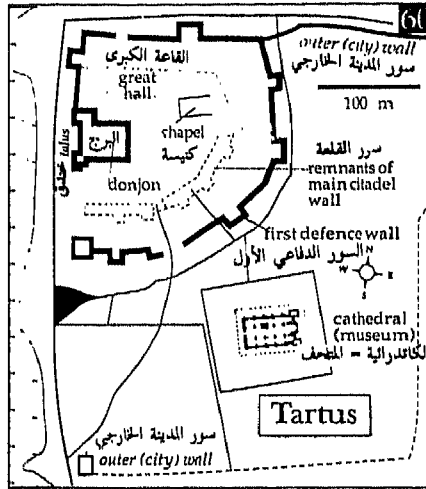 60
outer (city) wall
سور المدينة الخارجي
100 m
القاعة الكبرى
great
hall
chapel
كنيسة
البرج
talus
خندق
donjon
سرر القلعة
remnants of
main citadel
wall
first defence wall
السور الدفاعي الأول
N
W
E
S
cathedral
(museum)
الكاتدرائية = المتحف
Tartus
سور المدينة الخارجي
outer (city) wall